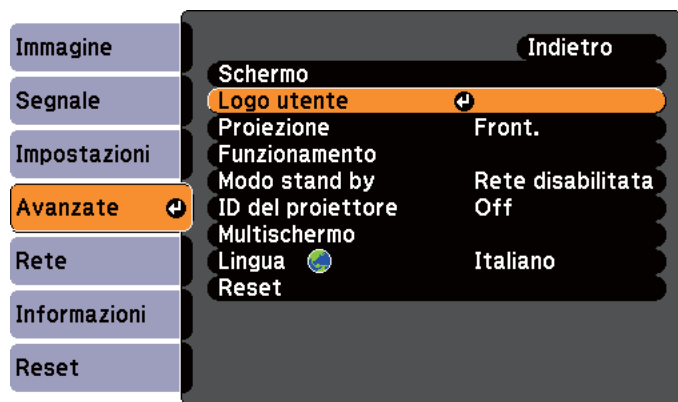 Immagine
Segnale
Impostazioni
Avanzate
Rete
Informazioni
Reset
Indietro
Schermo
Logo utente
Proiezione Front.
Funzionamento
Modo stand by Rete disabilitata
ID del proiettore Off
Multischermo
Lingua Italiano
Reset